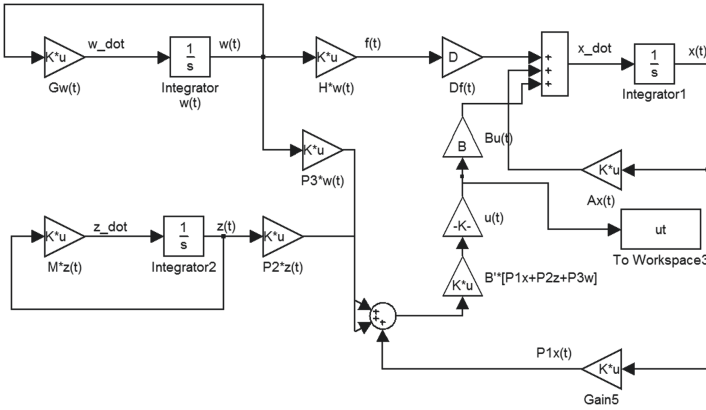 K*u
w_dot
1
s
w(t)
K*u
f(t)
D
+
+
+
x_dot
1
s
x(t)
Gw(t)
Integrator
w(t)
H*w(t)
Df(t)
Integrator1
K*u
P3*w(t)
B
Bu(t)
K*u
Ax(t)
K*u
z_dot
1
s
z(t)
K*u
-K-
u(t)
ut
M*z(t)
Integrator2
P2*z(t)
To Workspace3
K*u
B'*[P1x+P2z+P3w]
+
+
+
P1x(t)
K*u
Gain5